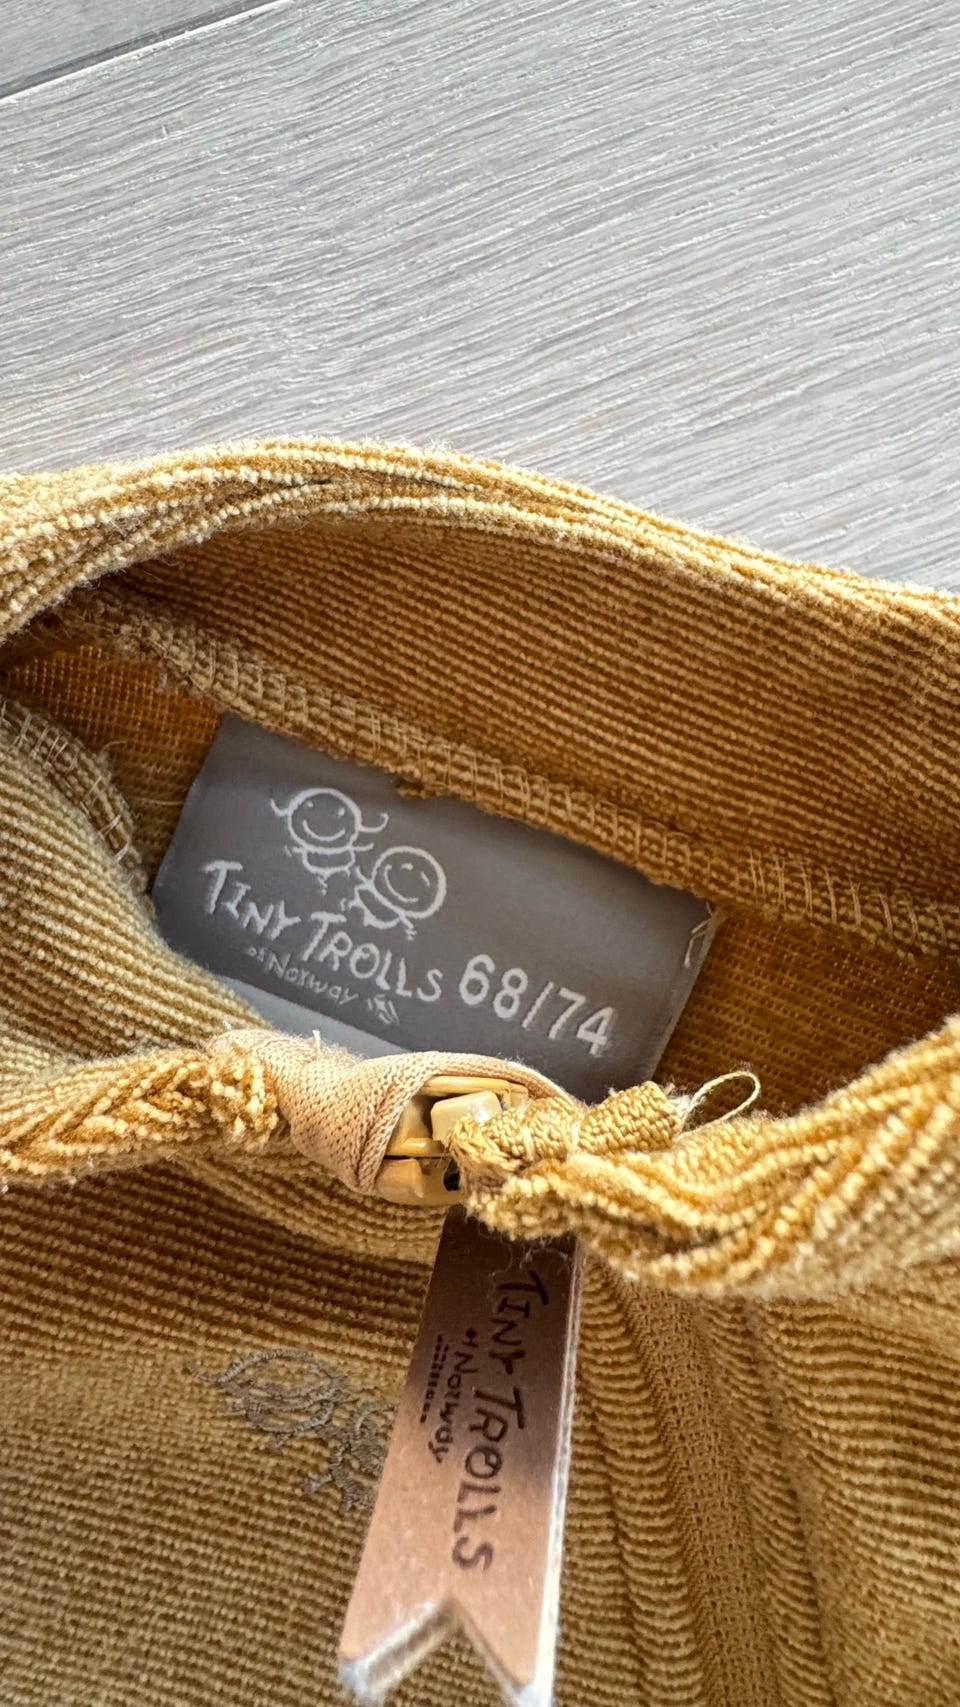 TINY TROLLS 68/74
of Norway
TINY TROLLS
of Norway